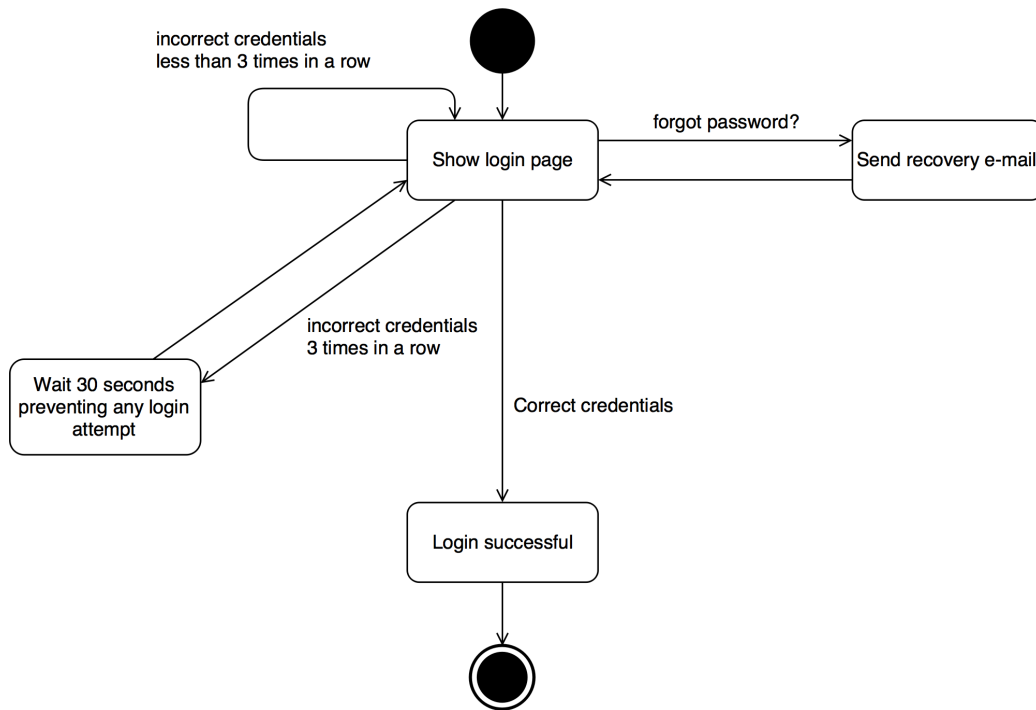 incorrect credentials
less than 3 times in a row
forgot password?
Show login page
Send recovery e-mail
incorrect credentials
3 times in a row
Wait 30 seconds
preventing any login
attempt
Correct credentials
Login successful